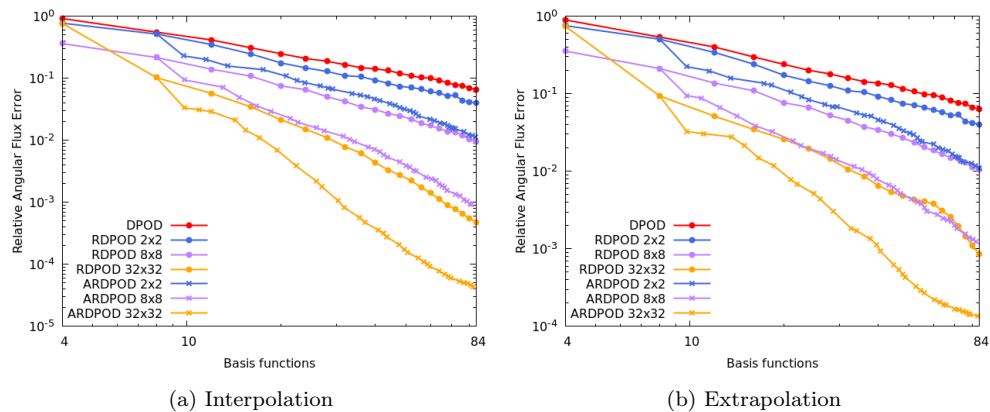 Relative Angular Flux Error
10^0
10^-1
10^-2
10^-3
10^-4
10^-5
DPOD
RDPOD 2x2
RDPOD 8x8
RDPOD 32x32
ARDPOD 2x2
ARDPOD 8x8
ARDPOD 32x32
4 10 84
Basis functions
(a) Interpolation
Relative Angular Flux Error
10^0
10^-1
10^-2
10^-3
10^-4
DPOD
RDPOD 2x2
RDPOD 8x8
RDPOD 32x32
ARDPOD 2x2
ARDPOD 8x8
ARDPOD 32x32
4 10 84
Basis functions
(b) Extrapolation